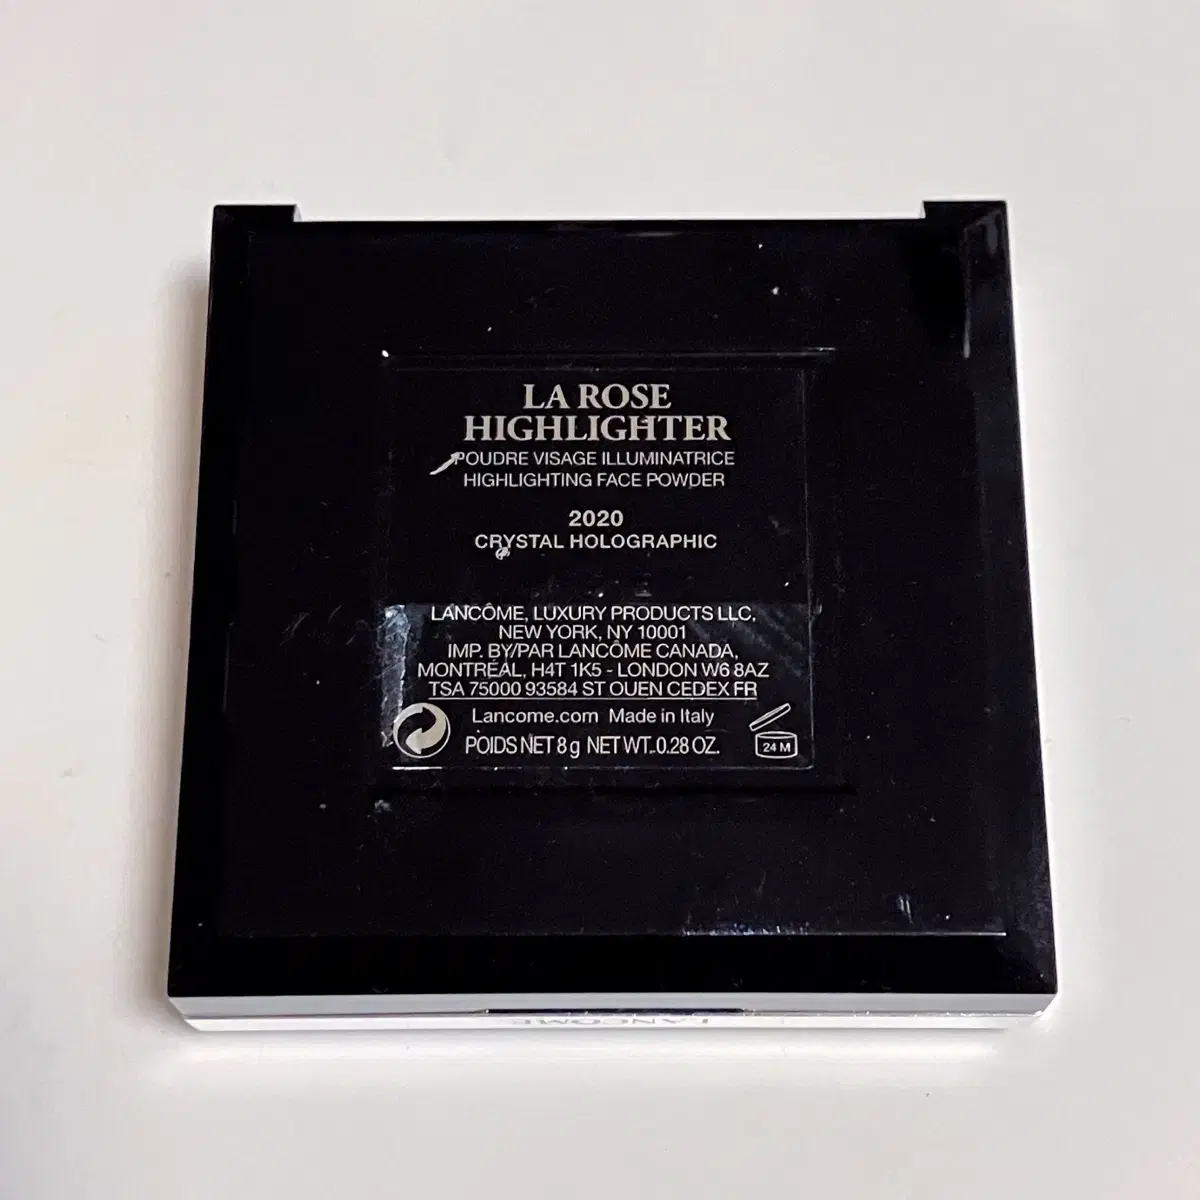 LA ROSE
HIGHLIGHTER
POUDRE VISAGE ILLUMINATRICE
HIGHLIGHTING FACE POWDER
2020
CRYSTAL HOLOGRAPHIC
LANCÔME, LUXURY PRODUCTS LLC,
NEW YORK, NY 10001
IMP. BY/PAR LANCÔME CANADA,
MONTRÉAL, H4T 1K5 - LONDON W6 8AZ
TSA 75000 93584 ST OUEN CEDEX FR
Lancome.com Made in Italy
POIDS NET 8 g NET WT. 0.28 OZ.
24 M
LANCOME